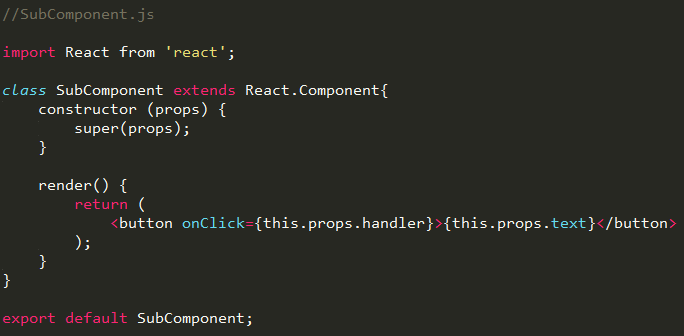 //SubComponent.js
import React from 'react';
class SubComponent extends React.Component{
constructor (props) {
super(props);
}
render() {
return (
<button onClick={this.props.handler}>{this.props.text}</button>
);
}
}
export default SubComponent;